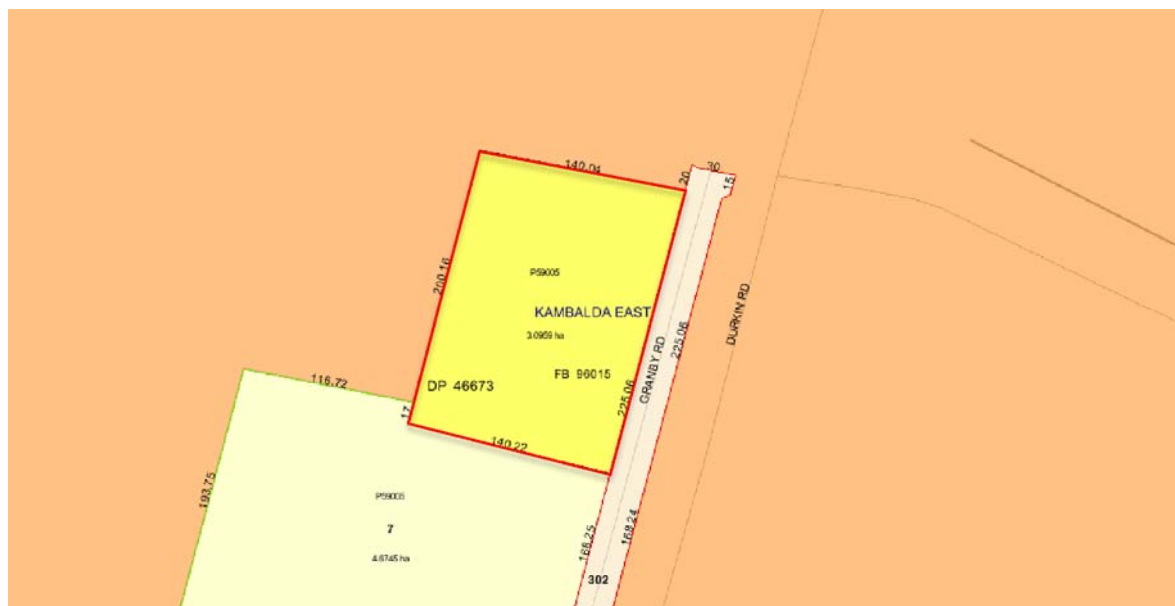 140.04
20
30
15
P59005
200.16
KAMBALDA EAST
3.0959 ha
FB 96015
DP 46673
225.06
GRANBY RD
225.06
DURKIN RD
116.72
17
140.22
193.75
P59005
7
4.6745 ha
168.25
168.24
302